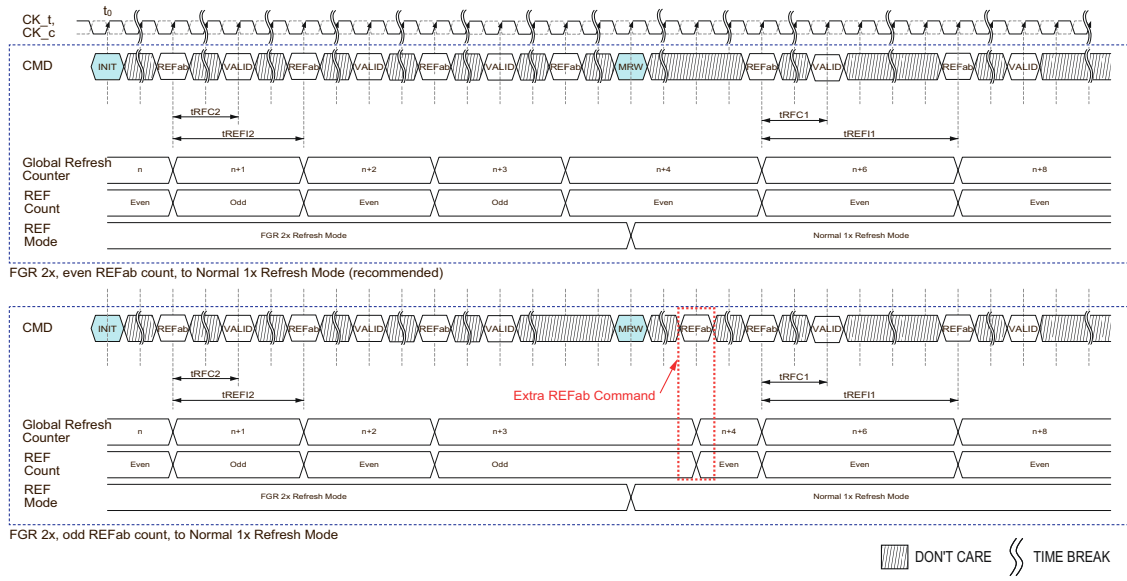 t0
CK_t,
CK_c
CMD INIT REFab VALID REFab VALID REFab VALID REFab MRW REFab VALID REFab VALID
tRFC2 tRFC1
tREFI2 tREFI1
Global Refresh
Counter n n+1 n+2 n+3 n+4 n+6 n+8
REF
Count Even Odd Even Odd Even Even Even
REF
Mode FGR 2x Refresh Mode Normal 1x Refresh Mode
FGR 2x, even REFab count, to Normal 1x Refresh Mode (recommended)
CMD INIT REFab VALID REFab VALID REFab VALID MRW REFab REFab VALID REFab VALID
tRFC2 tRFC1
Extra REFab Command
tREFI2 tREFI1
Global Refresh
Counter n n+1 n+2 n+3 n+4 n+6 n+8
REF
Count Even Odd Even Odd Even Even Even
REF
Mode FGR 2x Refresh Mode Normal 1x Refresh Mode
FGR 2x, odd REFab count, to Normal 1x Refresh Mode
DON'T CARE TIME BREAK